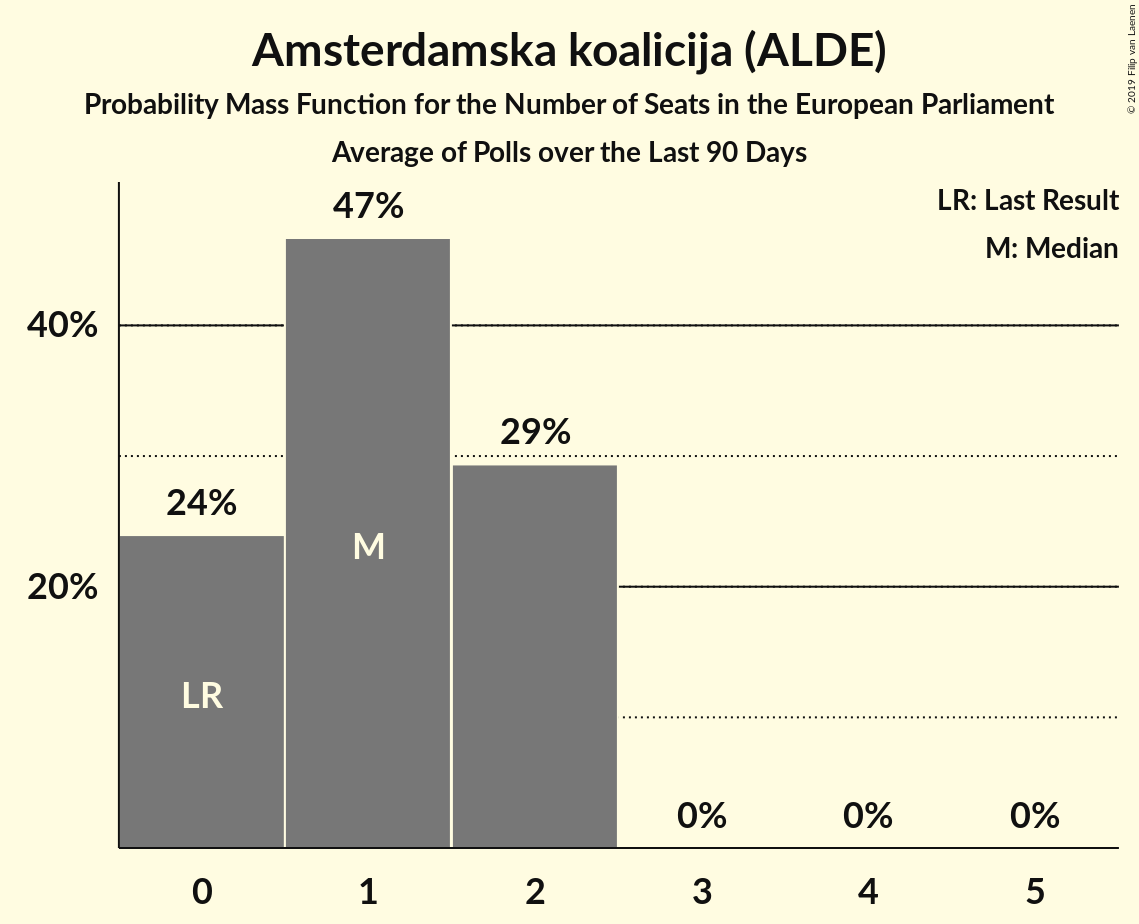 Amsterdamska koalicija (ALDE)
Probability Mass Function for the Number of Seats in the European Parliament
Average of Polls over the Last 90 Days
© 2019 Filip van Laenen
LR: Last Result
M: Median
47%
40%
29%
24%
M
20%
LR
0% 0% 0%
0 1 2 3 4 5